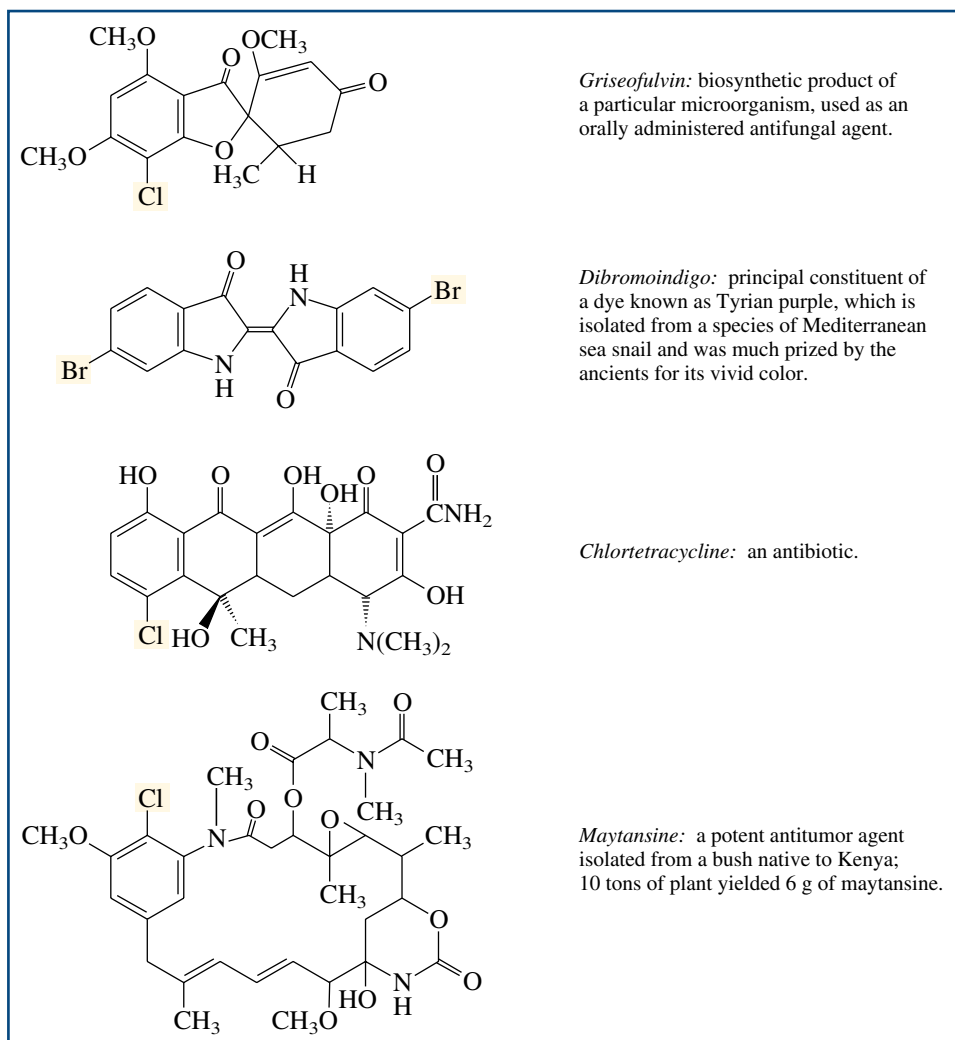 CH3O
O
OCH3
O
CH3O
O
H3C
H
Cl
Griseofulvin: biosynthetic product of
a particular microorganism, used as an
orally administered antifungal agent.
O
H
N
Br
Br
N
H
O
Dibromoindigo: principal constituent of
a dye known as Tyrian purple, which is
isolated from a species of Mediterranean
sea snail and was much prized by the
ancients for its vivid color.
HO
O
OH
OH
O
O
CNH2
OH
Cl
HO
CH3
N(CH3)2
Chlortetracycline: an antibiotic.
CH3
O
O
N
CH3
CH3
Cl
O
CH3
CH3O
N
O
O
CH3
CH3
O
O
HO
N
H
CH3
CH3O
Maytansine: a potent antitumor agent
isolated from a bush native to Kenya;
10 tons of plant yielded 6 g of maytansine.